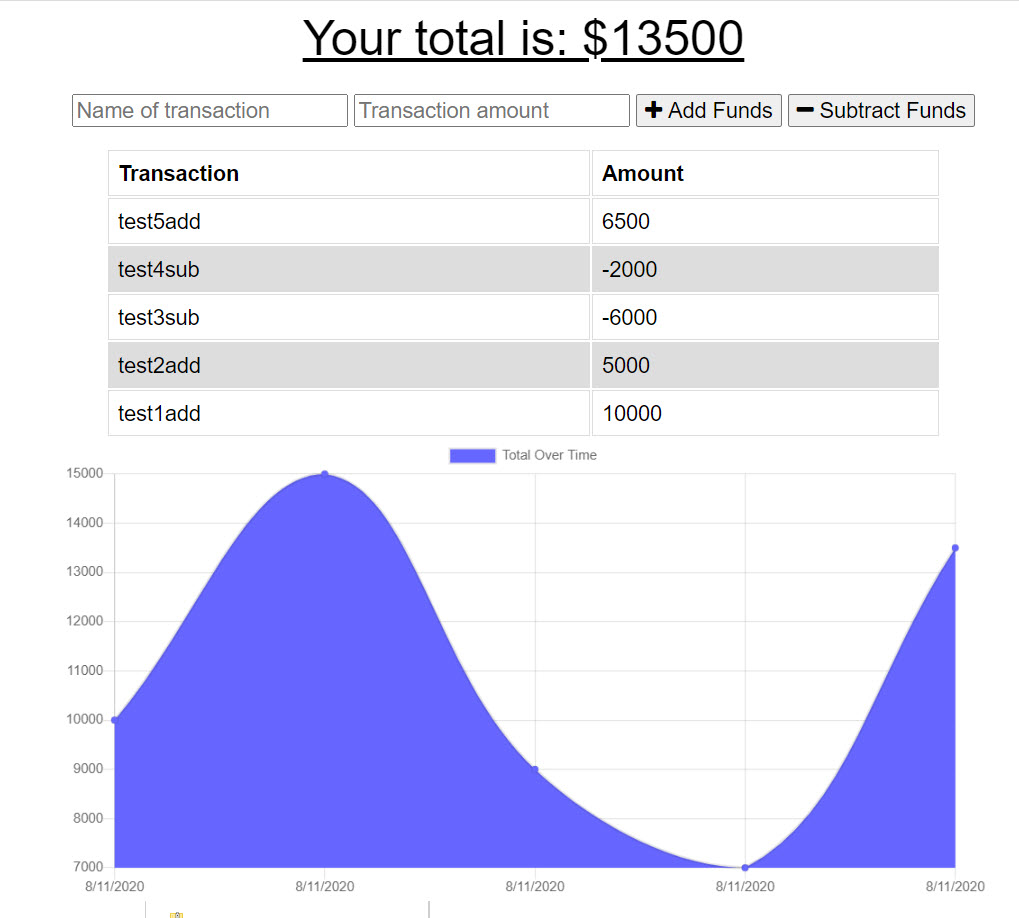 Your total is: $13500
Name of transaction Transaction amount Add Funds Subtract Funds
Transaction Amount
test5add 6500
test4sub -2000
test3sub -6000
test2add 5000
test1add 10000
Total Over Time
15000
14000
13000
12000
11000
10000
9000
8000
7000
8/11/2020 8/11/2020 8/11/2020 8/11/2020 8/11/2020